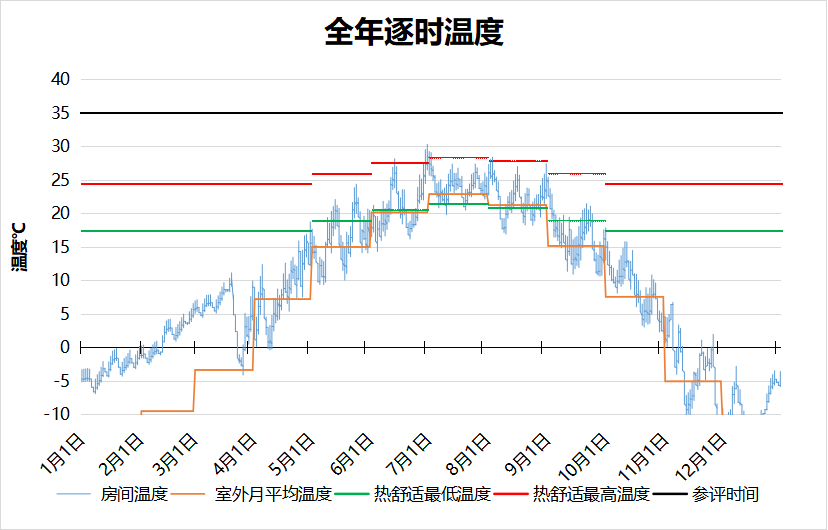 全年逐时温度
温度℃
40
35
30
25
20
15
10
5
0
-5
-10
1月1日
2月1日
3月1日
4月1日
5月1日
6月1日
7月1日
8月1日
9月1日
10月1日
11月1日
12月1日
房间温度 室外月平均温度 热舒适最低温度 热舒适最高温度 参评时间